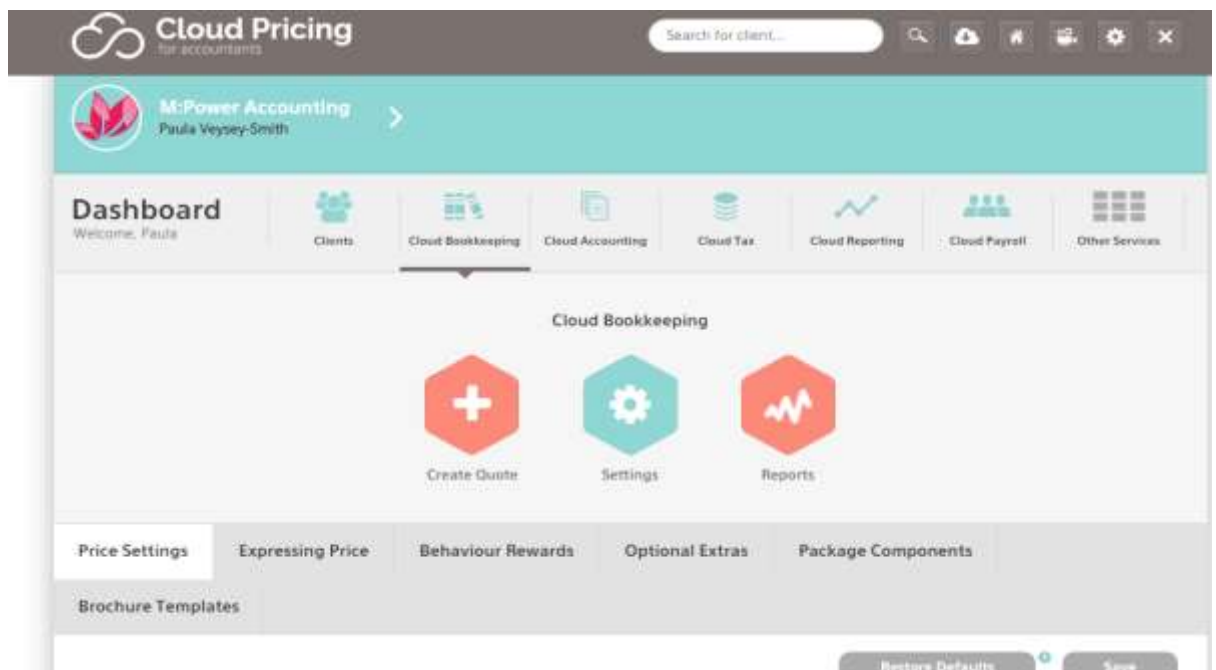 Cloud Pricing
for accountants
Search for client...
M:Power Accounting
Paula Veysey-Smith
Dashboard
Welcome, Paula
Clients
Cloud Bookkeeping
Cloud Accounting
Cloud Tax
Cloud Reporting
Cloud Payroll
Other Services
Cloud Bookkeeping
Create Quote
Settings
Reports
Price Settings
Expressing Price
Behaviour Rewards
Optional Extras
Package Components
Brochure Templates
Restore Defaults
Save